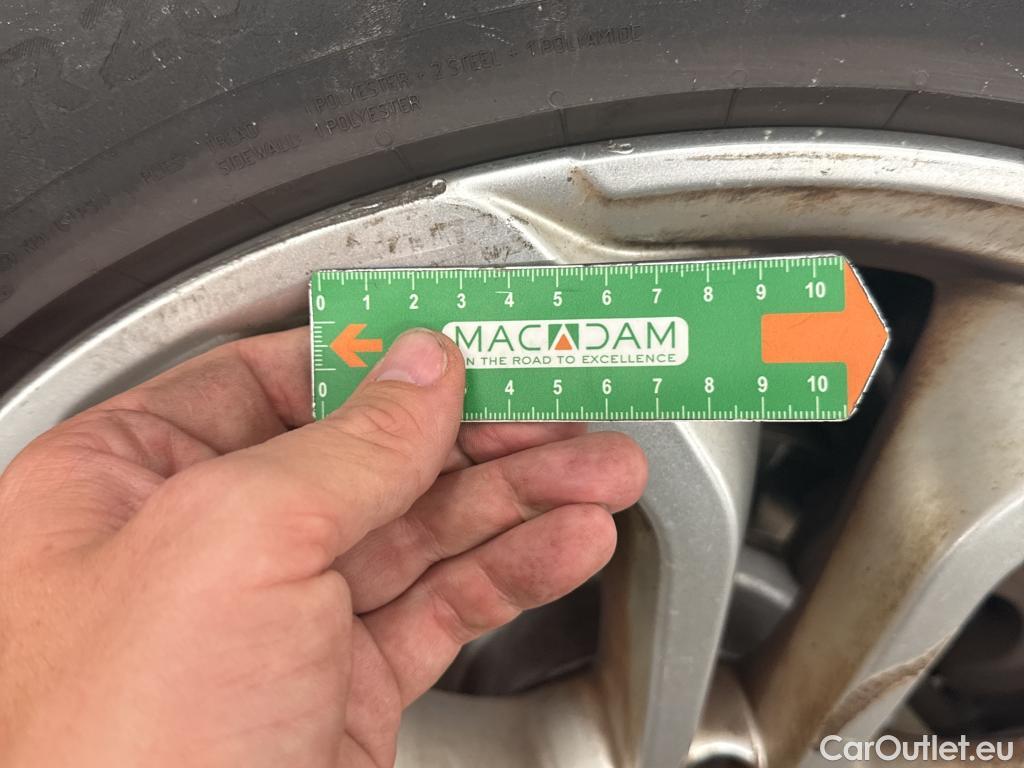 TREAD 1 POLYESTER + 2 STEEL + 1 POLYAMIDE
SIDEWALL: 1 POLYESTER
0 1 2 3 4 5 6 7 8 9 10
MACADAM
N THE ROAD TO EXCELLENCE
0 4 5 6 7 8 9 10
CarOutlet.eu